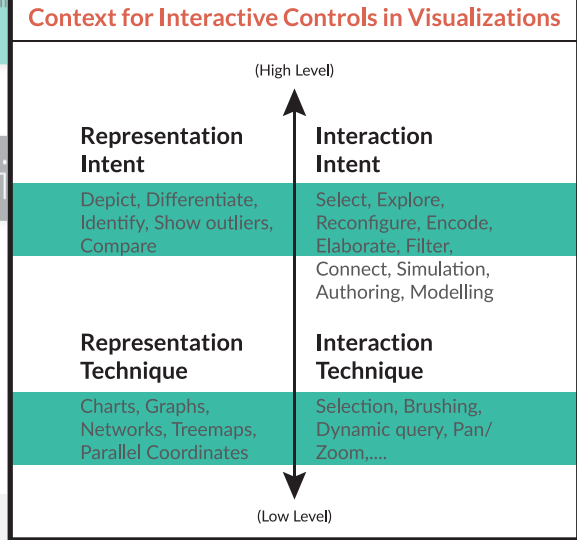 Context for Interactive Controls in Visualizations
(High Level)
Representation
Intent
Depict, Differentiate,
Identify, Show outliers,
Compare
Interaction
Intent
Select, Explore,
Reconfigure, Encode,
Elaborate, Filter,
Connect, Simulation,
Authoring, Modelling
Representation
Technique
Charts, Graphs,
Networks, Treemaps,
Parallel Coordinates
Interaction
Technique
Selection, Brushing,
Dynamic query, Pan/
Zoom,....
(Low Level)